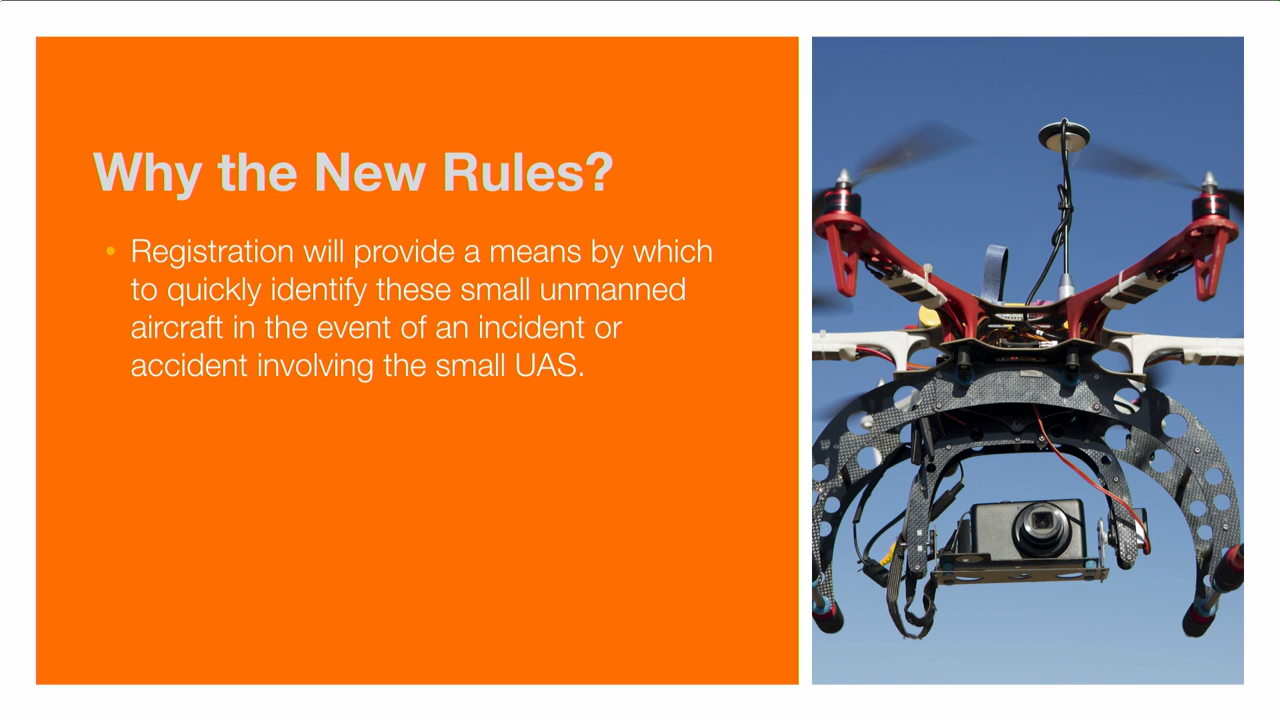 Why the New Rules?
• Registration will provide a means by which
to quickly identify these small unmanned
aircraft in the event of an incident or
accident involving the small UAS.